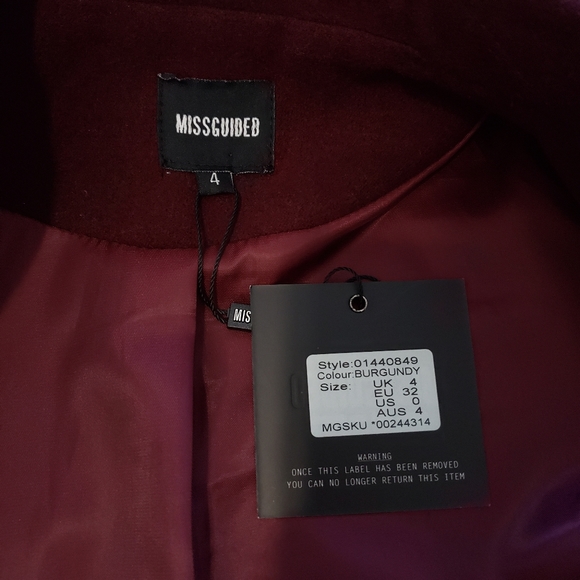 MISSGUIDED
4
MIS
Style:01440849
Colour:BURGUNDY
Size: UK 4
EU 32
US 0
AUS 4
MGSKU *00244314
WARNING
ONCE THIS LABEL HAS BEEN REMOVED
YOU CAN NO LONGER RETURN THIS ITEM